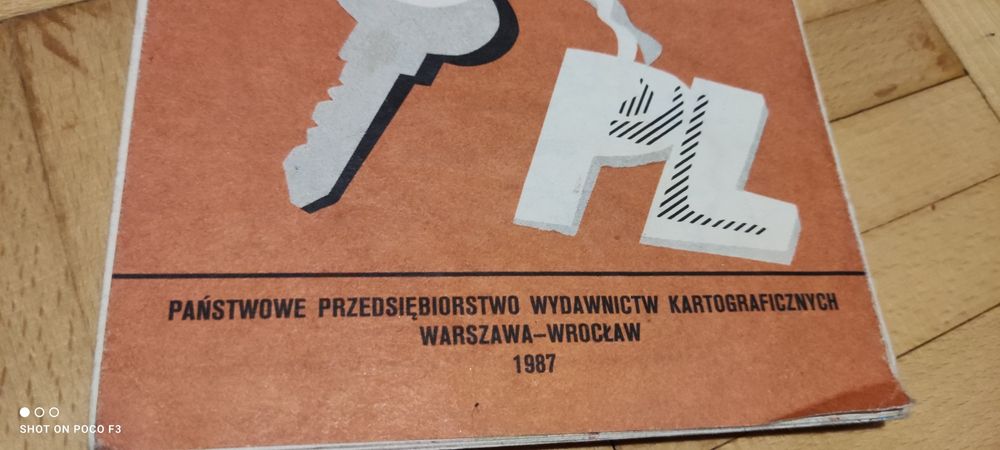 PL
PAŃSTWOWE PRZEDSIĘBIORSTWO WYDAWNICTW KARTOGRAFICZNYCH
WARSZAWA–WROCŁAW
1987
SHOT ON POCO F3